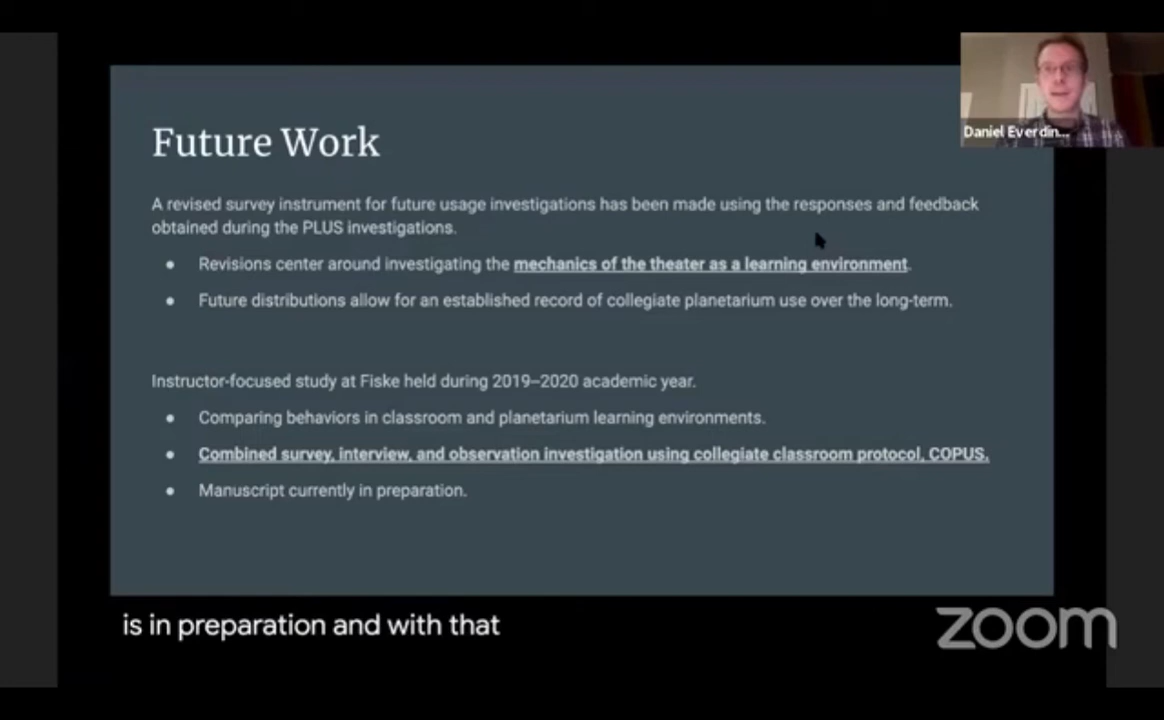 Daniel Everdin...
Future Work
A revised survey instrument for future usage investigations has been made using the responses and feedback
obtained during the PLUS investigations.
● Revisions center around investigating the mechanics of the theater as a learning environment.
● Future distributions allow for an established record of collegiate planetarium use over the long-term.
Instructor-focused study at Fiske held during 2019–2020 academic year.
● Comparing behaviors in classroom and planetarium learning environments.
● Combined survey, interview, and observation investigation using collegiate classroom protocol, COPUS.
● Manuscript currently in preparation.
is in preparation and with that
zoom